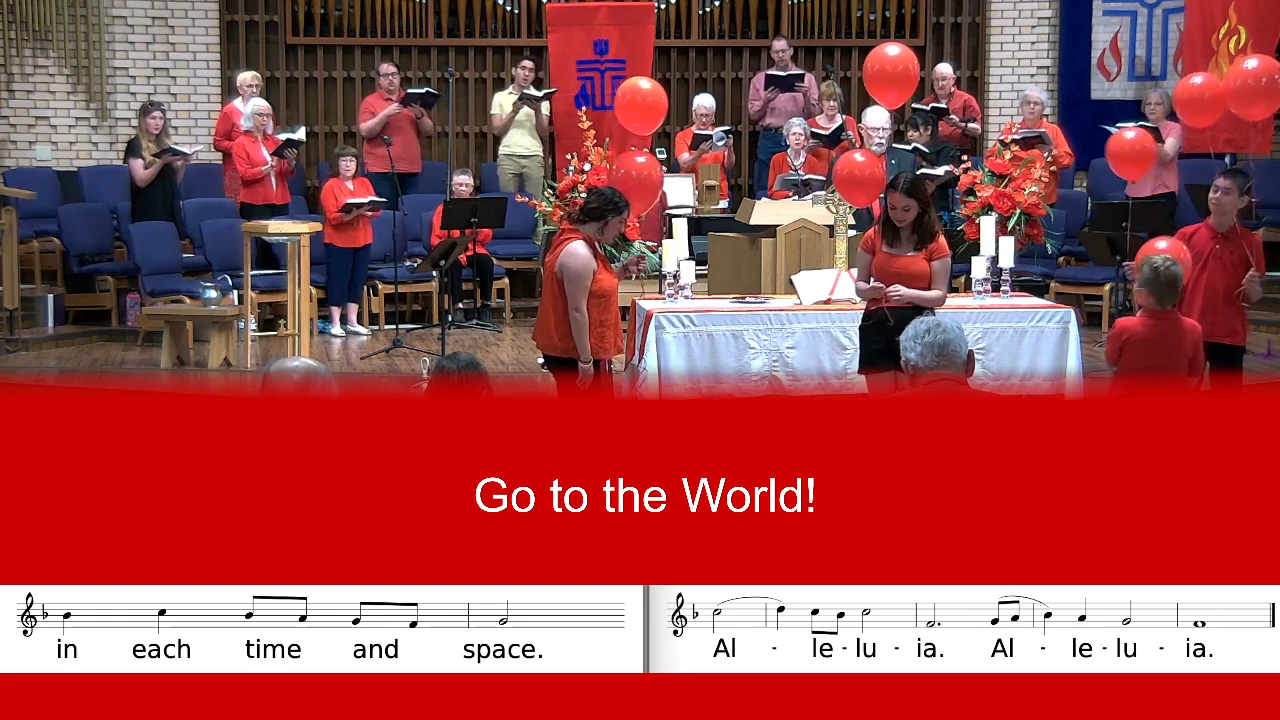 Go to the World!
in each time and space.
Al - le - lu - ia. Al - le - lu - ia.